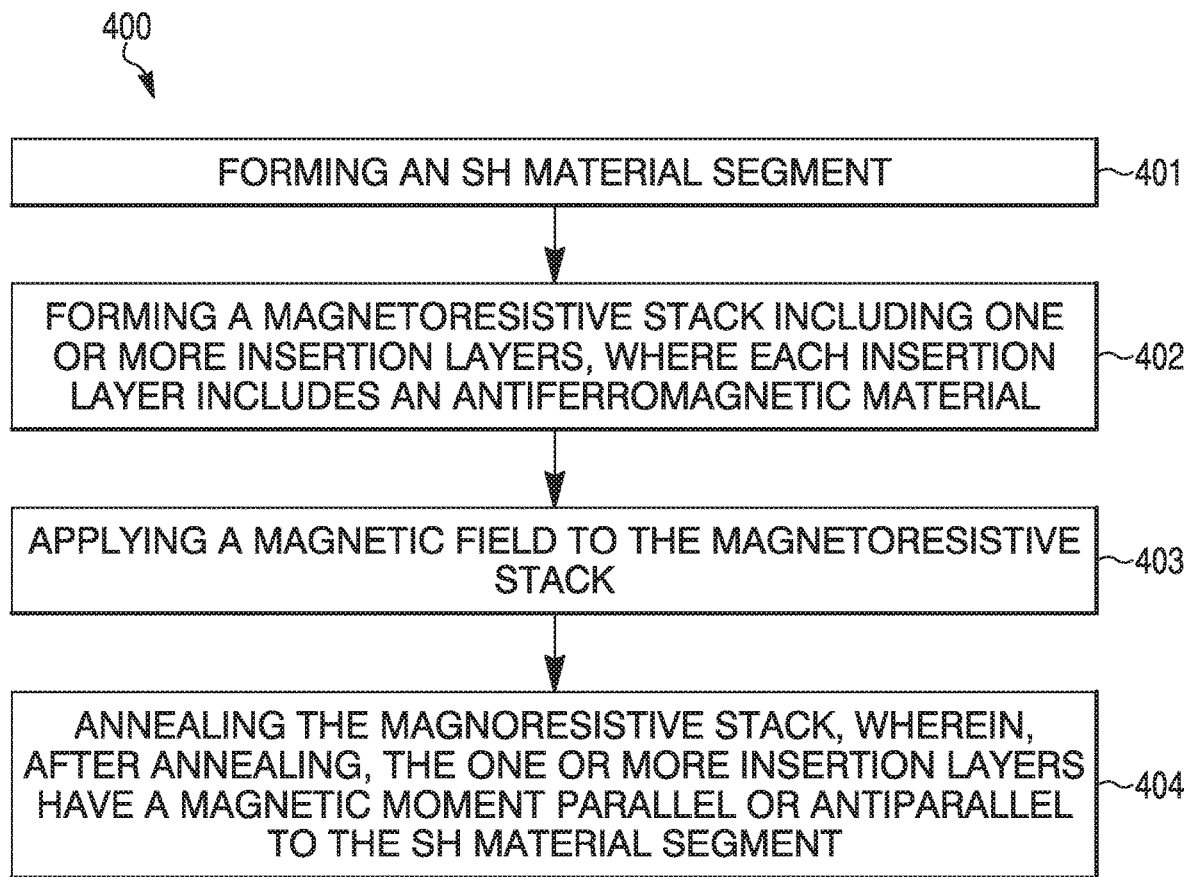 400
FORMING AN SH MATERIAL SEGMENT
401
FORMING A MAGNETORESISTIVE STACK INCLUDING ONE
OR MORE INSERTION LAYERS, WHERE EACH INSERTION
LAYER INCLUDES AN ANTIFERROMAGNETIC MATERIAL
402
APPLYING A MAGNETIC FIELD TO THE MAGNETORESISTIVE
STACK
403
ANNEALING THE MAGNORESISTIVE STACK, WHEREIN,
AFTER ANNEALING, THE ONE OR MORE INSERTION LAYERS
HAVE A MAGNETIC MOMENT PARALLEL OR ANTIPARALLEL
TO THE SH MATERIAL SEGMENT
404